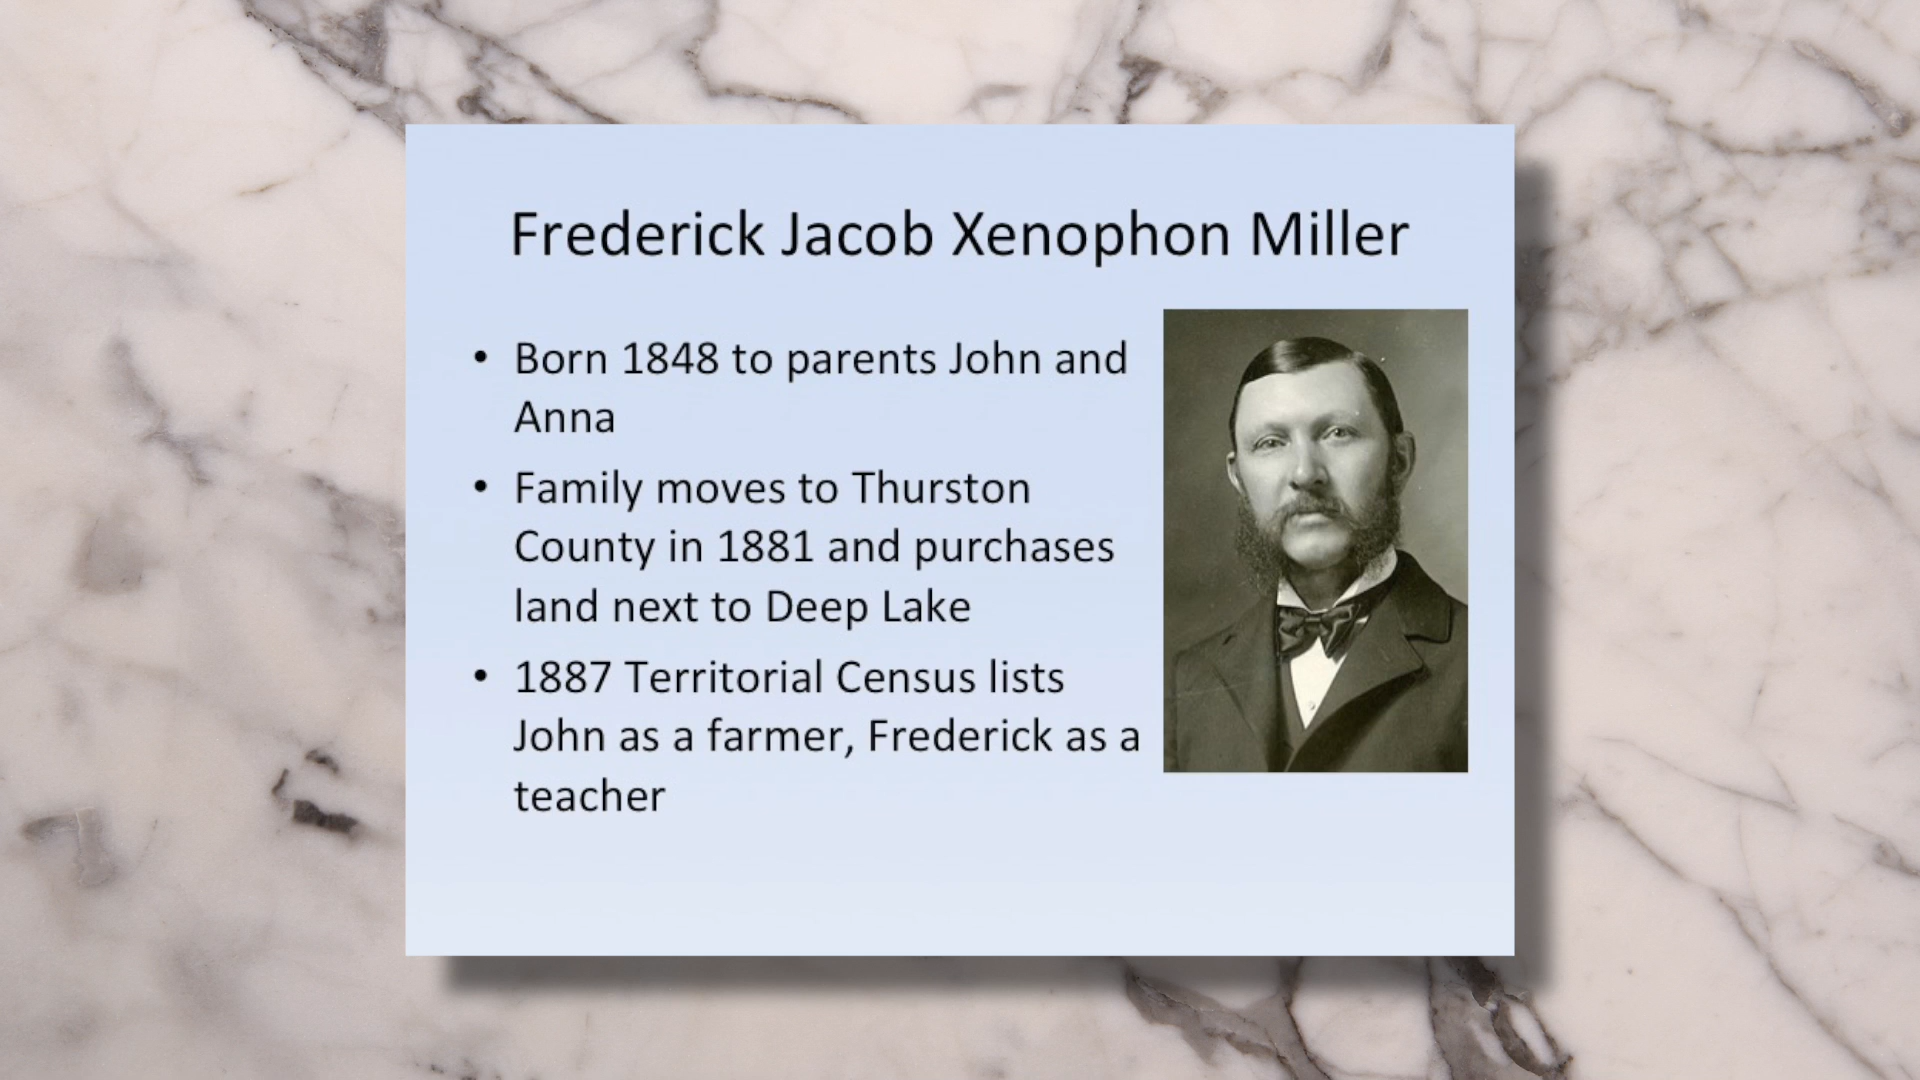 Frederick Jacob Xenophon Miller
• Born 1848 to parents John and
Anna
• Family moves to Thurston
County in 1881 and purchases
land next to Deep Lake
• 1887 Territorial Census lists
John as a farmer, Frederick as a
teacher